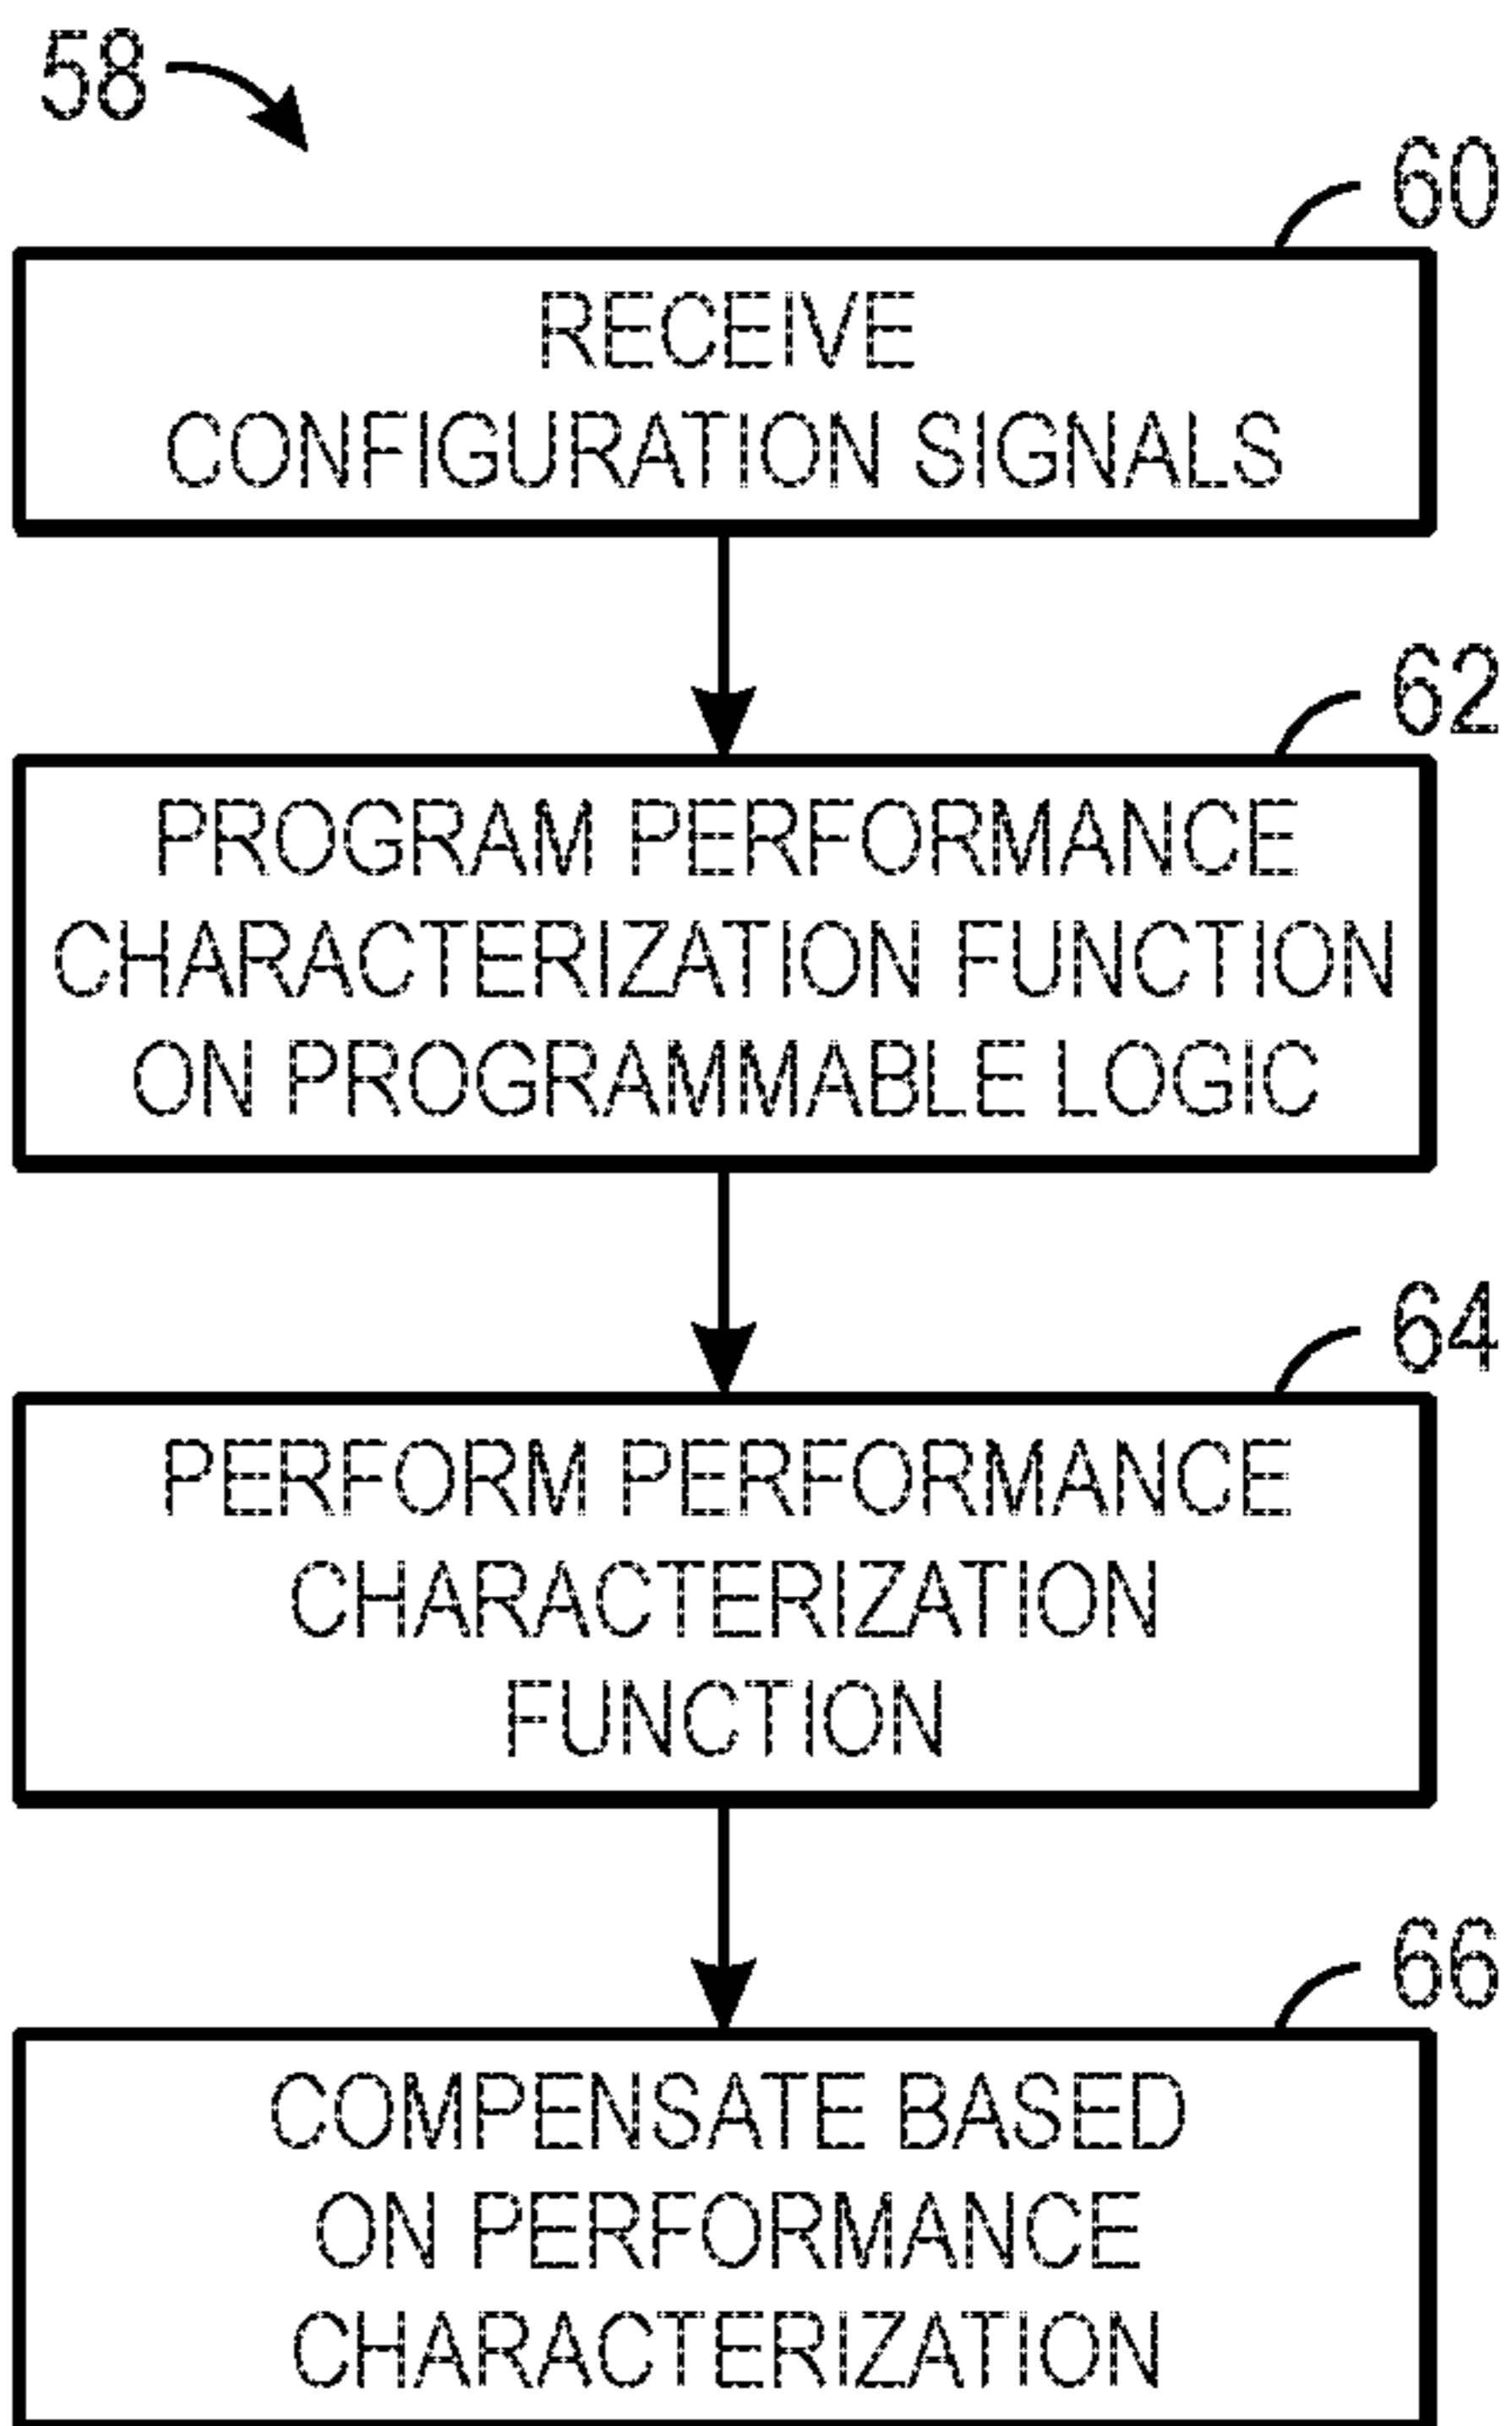 58
60
RECEIVE
CONFIGURATION SIGNALS
62
PROGRAM PERFORMANCE
CHARACTERIZATION FUNCTION
ON PROGRAMMABLE LOGIC
64
PERFORM PERFORMANCE
CHARACTERIZATION
FUNCTION
66
COMPENSATE BASED
ON PERFORMANCE
CHARACTERIZATION